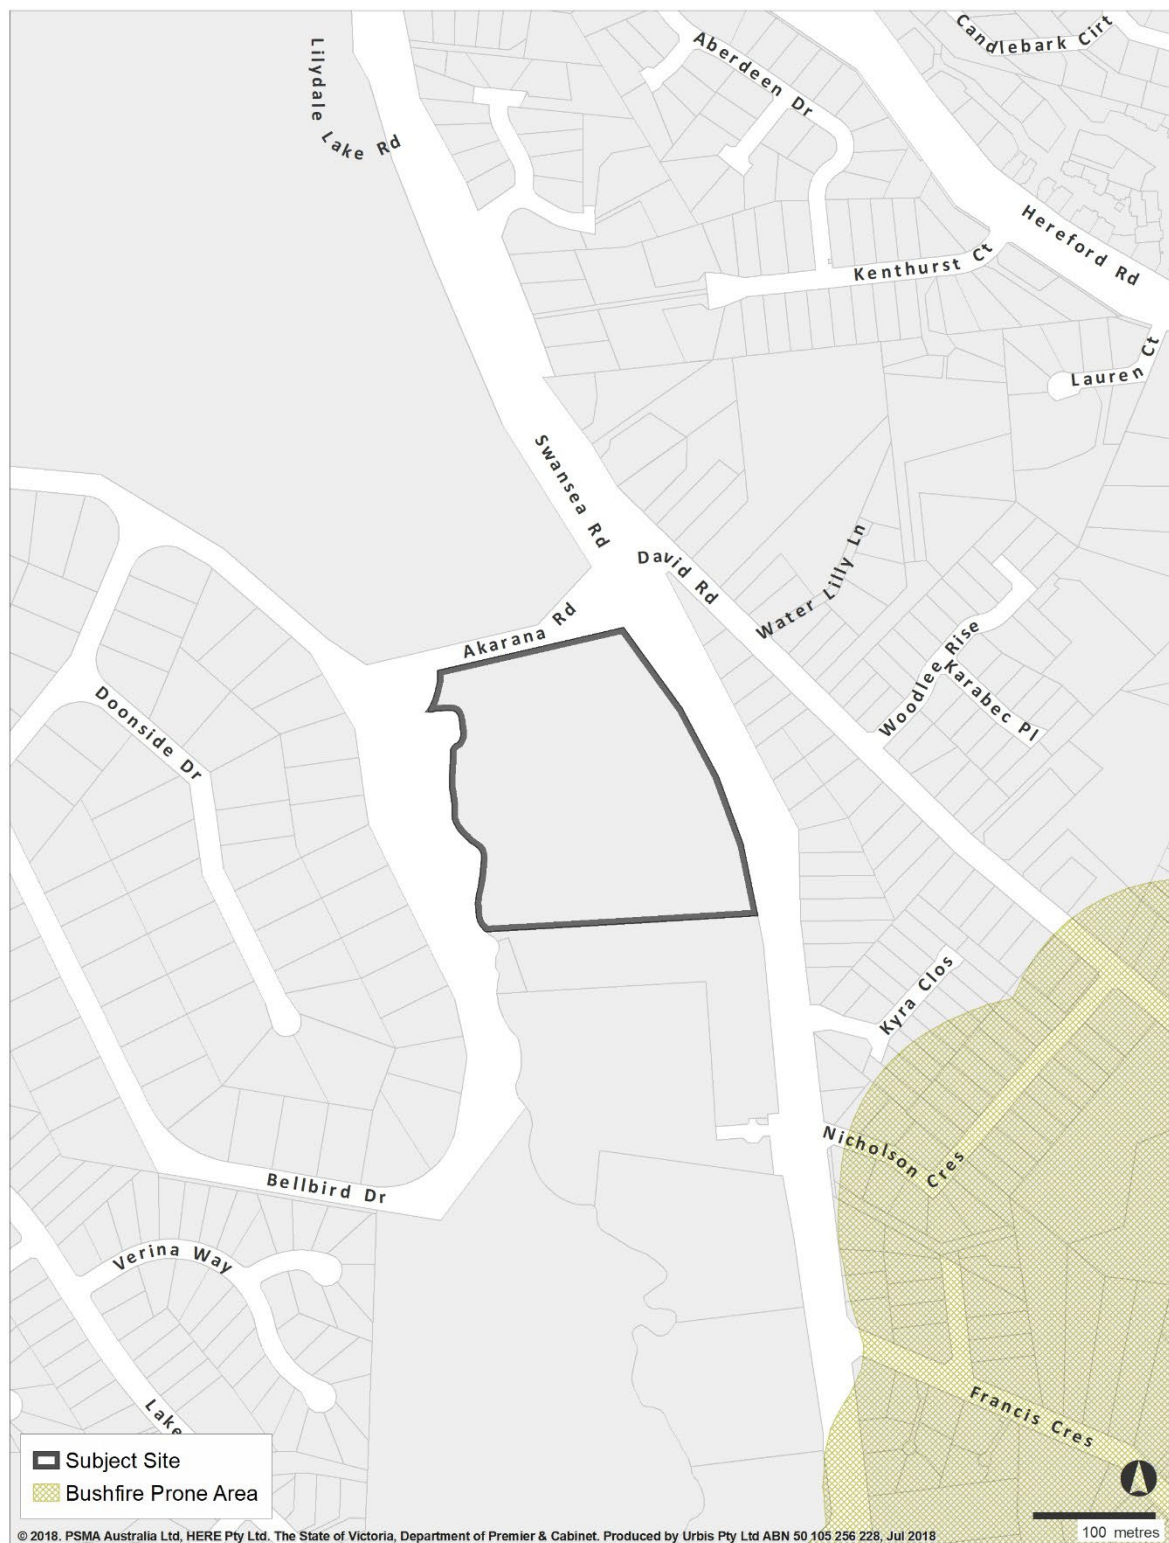 Candlebark Cirt
Aberdeen Dr
Lilydale
Lake Rd
Hereford Rd
Kenthurst Ct
Lauren Ct
Swansea Rd
David Rd
Water Lilly Ln
Akarana Rd
Woodlee Rise
Karabec Pl
Doonside Dr
Kyra Clos
Nicholson Cres
Bellbird Dr
Verina Way
Lake
Francis Cres
Subject Site
Bushfire Prone Area
100 metres
© 2018. PSMA Australia Ltd, HERE Pty Ltd. The State of Victoria, Department of Premier & Cabinet. Produced by Urbis Pty Ltd ABN 50 105 256 228, Jul 2018